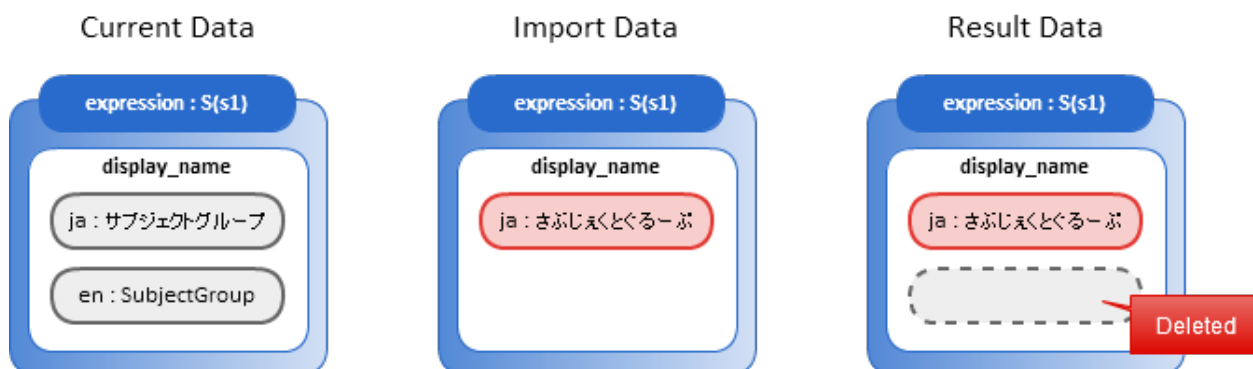 Current Data
Import Data
Result Data
expression : S(s1)
expression : S(s1)
expression : S(s1)
display_name
display_name
display_name
ja : サブジェクトグループ
ja : さぶじぇくとぐるーぷ
ja : さぶじぇくとぐるーぷ
en : SubjectGroup
Deleted